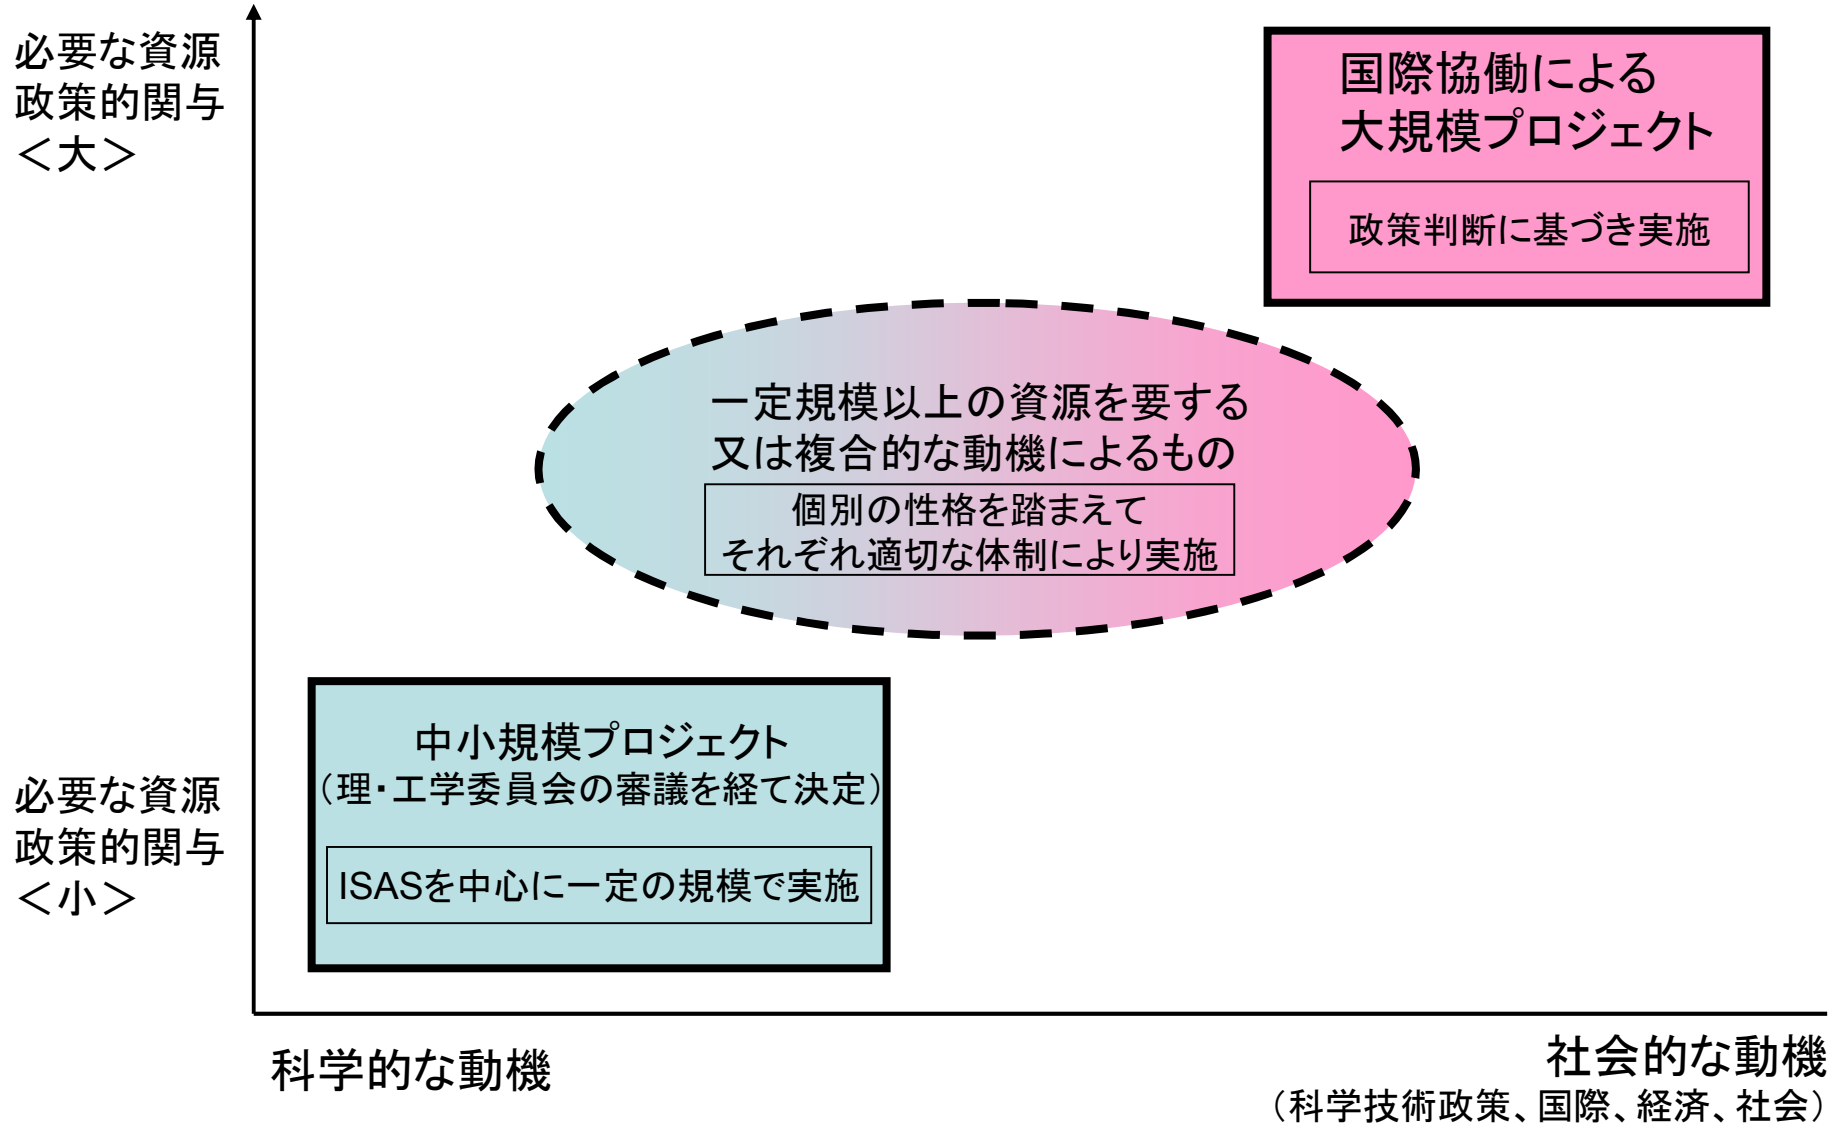 必要な資源
政策的関与
＜大＞
国際協働による
大規模プロジェクト
政策判断に基づき実施
一定規模以上の資源を要する
又は複合的な動機によるもの
個別の性格を踏まえて
それぞれ適切な体制により実施
中小規模プロジェクト
（理・工学委員会の審議を経て決定）
ISASを中心に一定の規模で実施
必要な資源
政策的関与
＜小＞
科学的な動機
社会的な動機
（科学技術政策、国際、経済、社会）